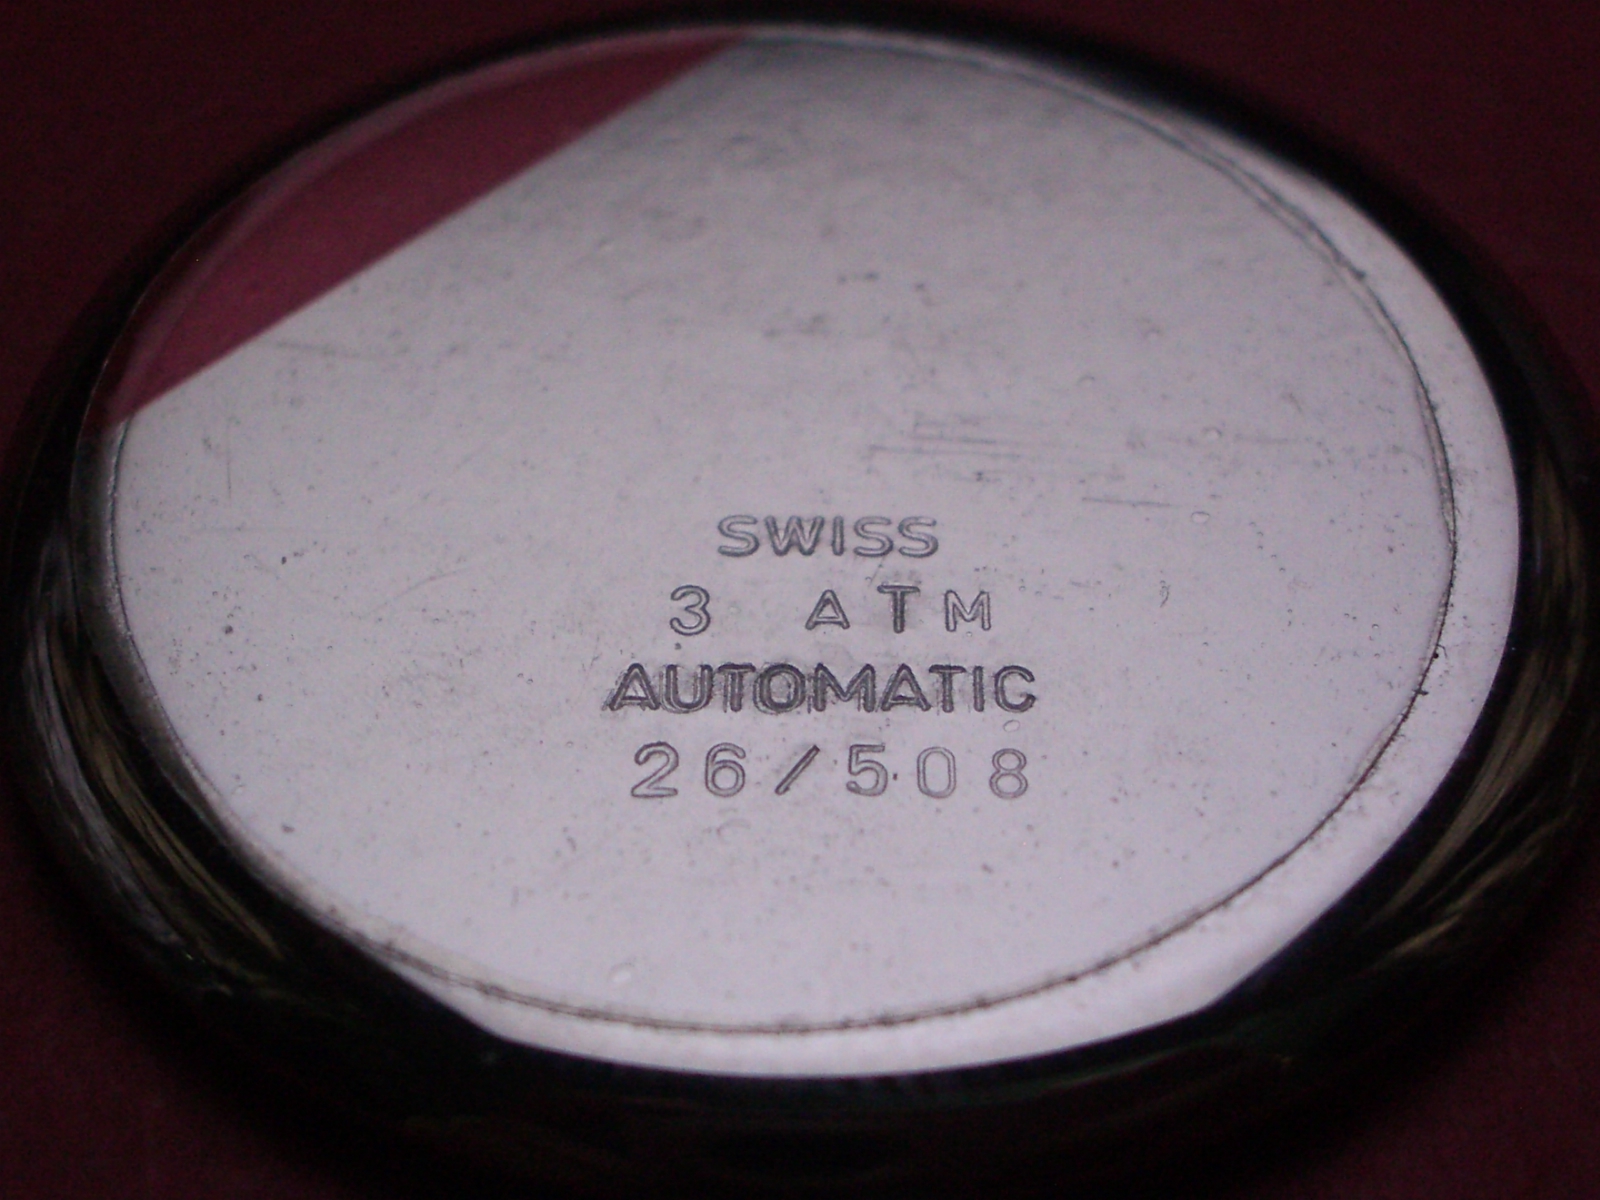 SWISS
3 ATM
AUTOMATIC
26/508